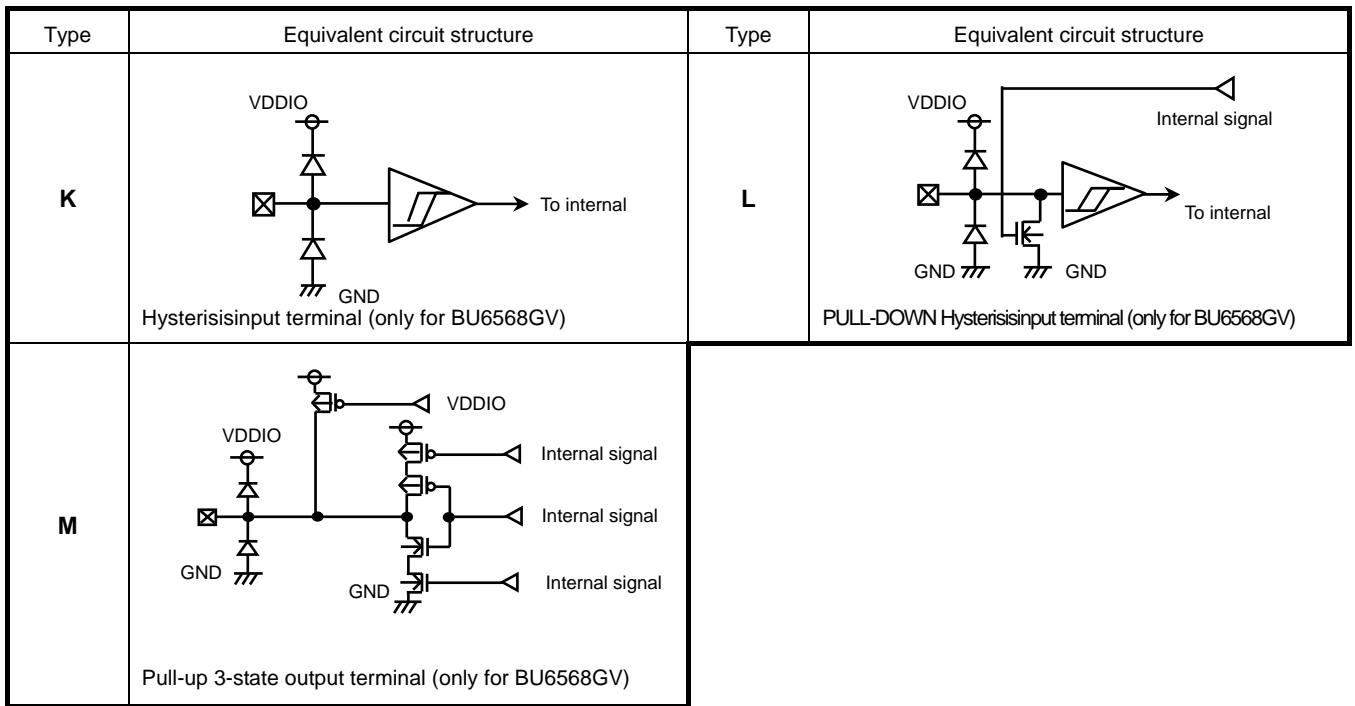 Type
Equivalent circuit structure
Type
Equivalent circuit structure
K
VDDIO
To internal
GND
Hysterisisinput terminal (only for BU6568GV)
L
VDDIO
Internal signal
To internal
GND
GND
PULL-DOWN Hysterisisinput terminal (only for BU6568GV)
M
VDDIO
VDDIO
Internal signal
Internal signal
GND
GND
Internal signal
Pull-up 3-state output terminal (only for BU6568GV)